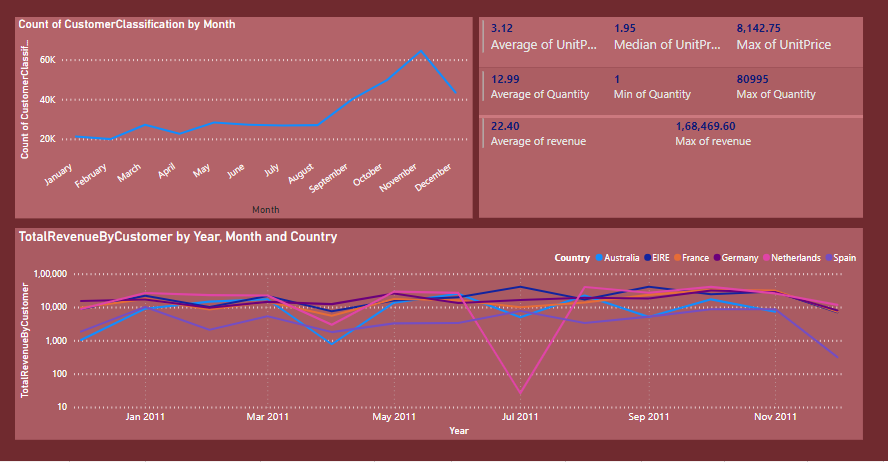 Count of CustomerClassification by Month
Count of CustomerClassif...
60K
40K
20K
January
February
March
April
May
June
July
August
September
October
November
December
Month
3.12
Average of UnitP...
1.95
Median of UnitPr...
8,142.75
Max of UnitPrice
12.99
Average of Quantity
1
Min of Quantity
80995
Max of Quantity
22.40
Average of revenue
1,68,469.60
Max of revenue
TotalRevenueByCustomer by Year, Month and Country
Country Australia EIRE France Germany Netherlands Spain
TotalRevenueByCustomer
1,00,000
10,000
1,000
100
10
Jan 2011
Mar 2011
May 2011
Jul 2011
Sep 2011
Nov 2011
Year